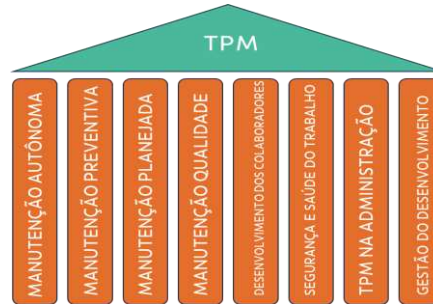 TPM
MANUTENÇÃO AUTÔNOMA
MANUTENÇÃO PREVENTIVA
MANUTENÇÃO PLANEJADA
MANUTENÇÃO QUALIDADE
DESENVOLVIMENTO DOS COLABORADORES
SEGURANÇA E SAÚDE DO TRABALHO
TPM NA ADMINISTRAÇÃO
GESTÃO DO DESENVOLVIMENTO